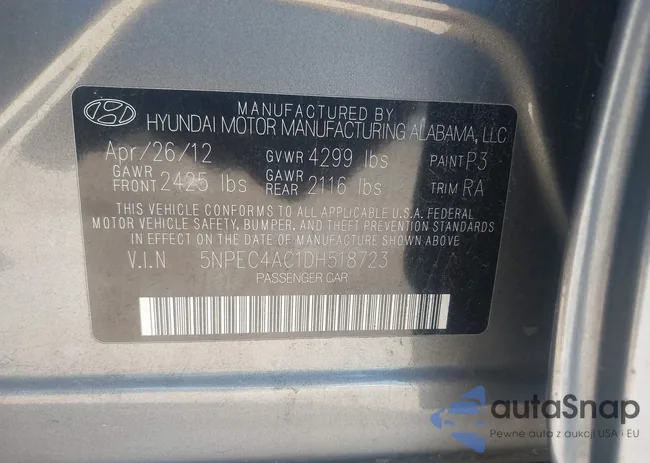 MANUFACTURED BY
HYUNDAI MOTOR MANUFACTURING ALABAMA, LLC
Apr/26/12 GVWR 4299 lbs PAINT P3
GAWR FRONT 2425 lbs GAWR REAR 2116 lbs TRIM RA
THIS VEHICLE CONFORMS TO ALL APPLICABLE U.S.A. FEDERAL
MOTOR VEHICLE SAFETY, BUMPER, AND THEFT PREVENTION STANDARDS
IN EFFECT ON THE DATE OF MANUFACTURE SHOWN ABOVE
V.I.N 5NPEC4AC1DH518723
PASSENGER CAR
autoSnap
Pewne auto z aukcji USA i EU